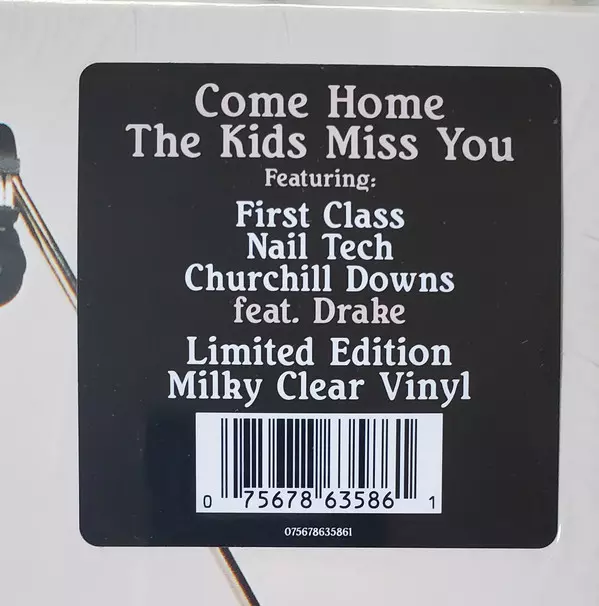 Come Home
The Kids Miss You
Featuring:
First Class
Nail Tech
Churchill Downs
feat. Drake
Limited Edition
Milky Clear Vinyl
0 75678 63586 1
075678635861